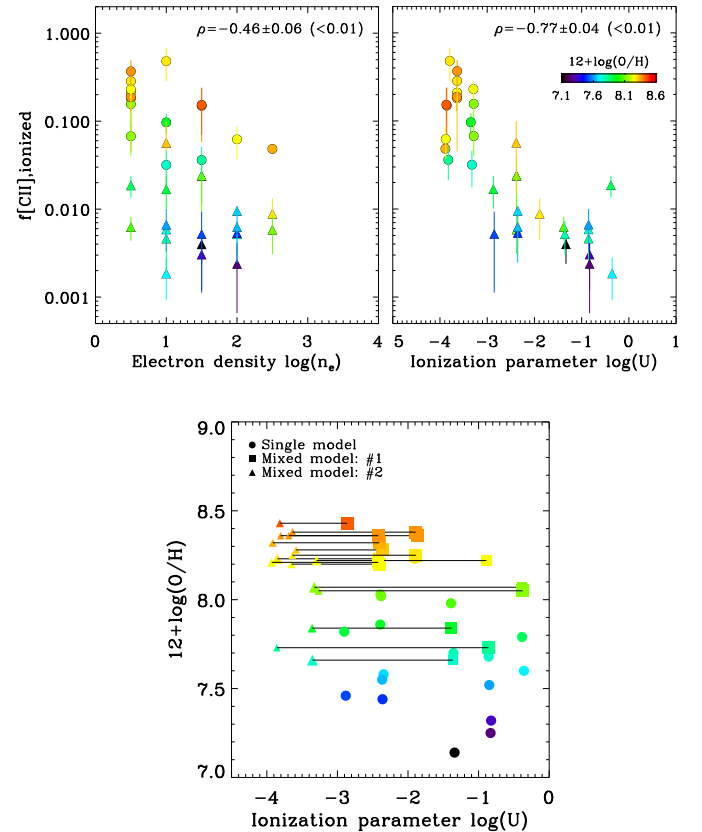 ρ=−0.46±0.06 (<0.01)
ρ=−0.77±0.04 (<0.01)
12+log(O/H)
7.1 7.6 8.1 8.6
f[CII],ionized
1.000
0.100
0.010
0.001
0 1 2 3 4
5 −4 −3 −2 −1 0 1
Electron density log(nₑ)
Ionization parameter log(U)
12+log(O/H)
9.0
8.5
8.0
7.5
7.0
Single model
Mixed model: #1
Mixed model: #2
−4 −3 −2 −1 0
Ionization parameter log(U)